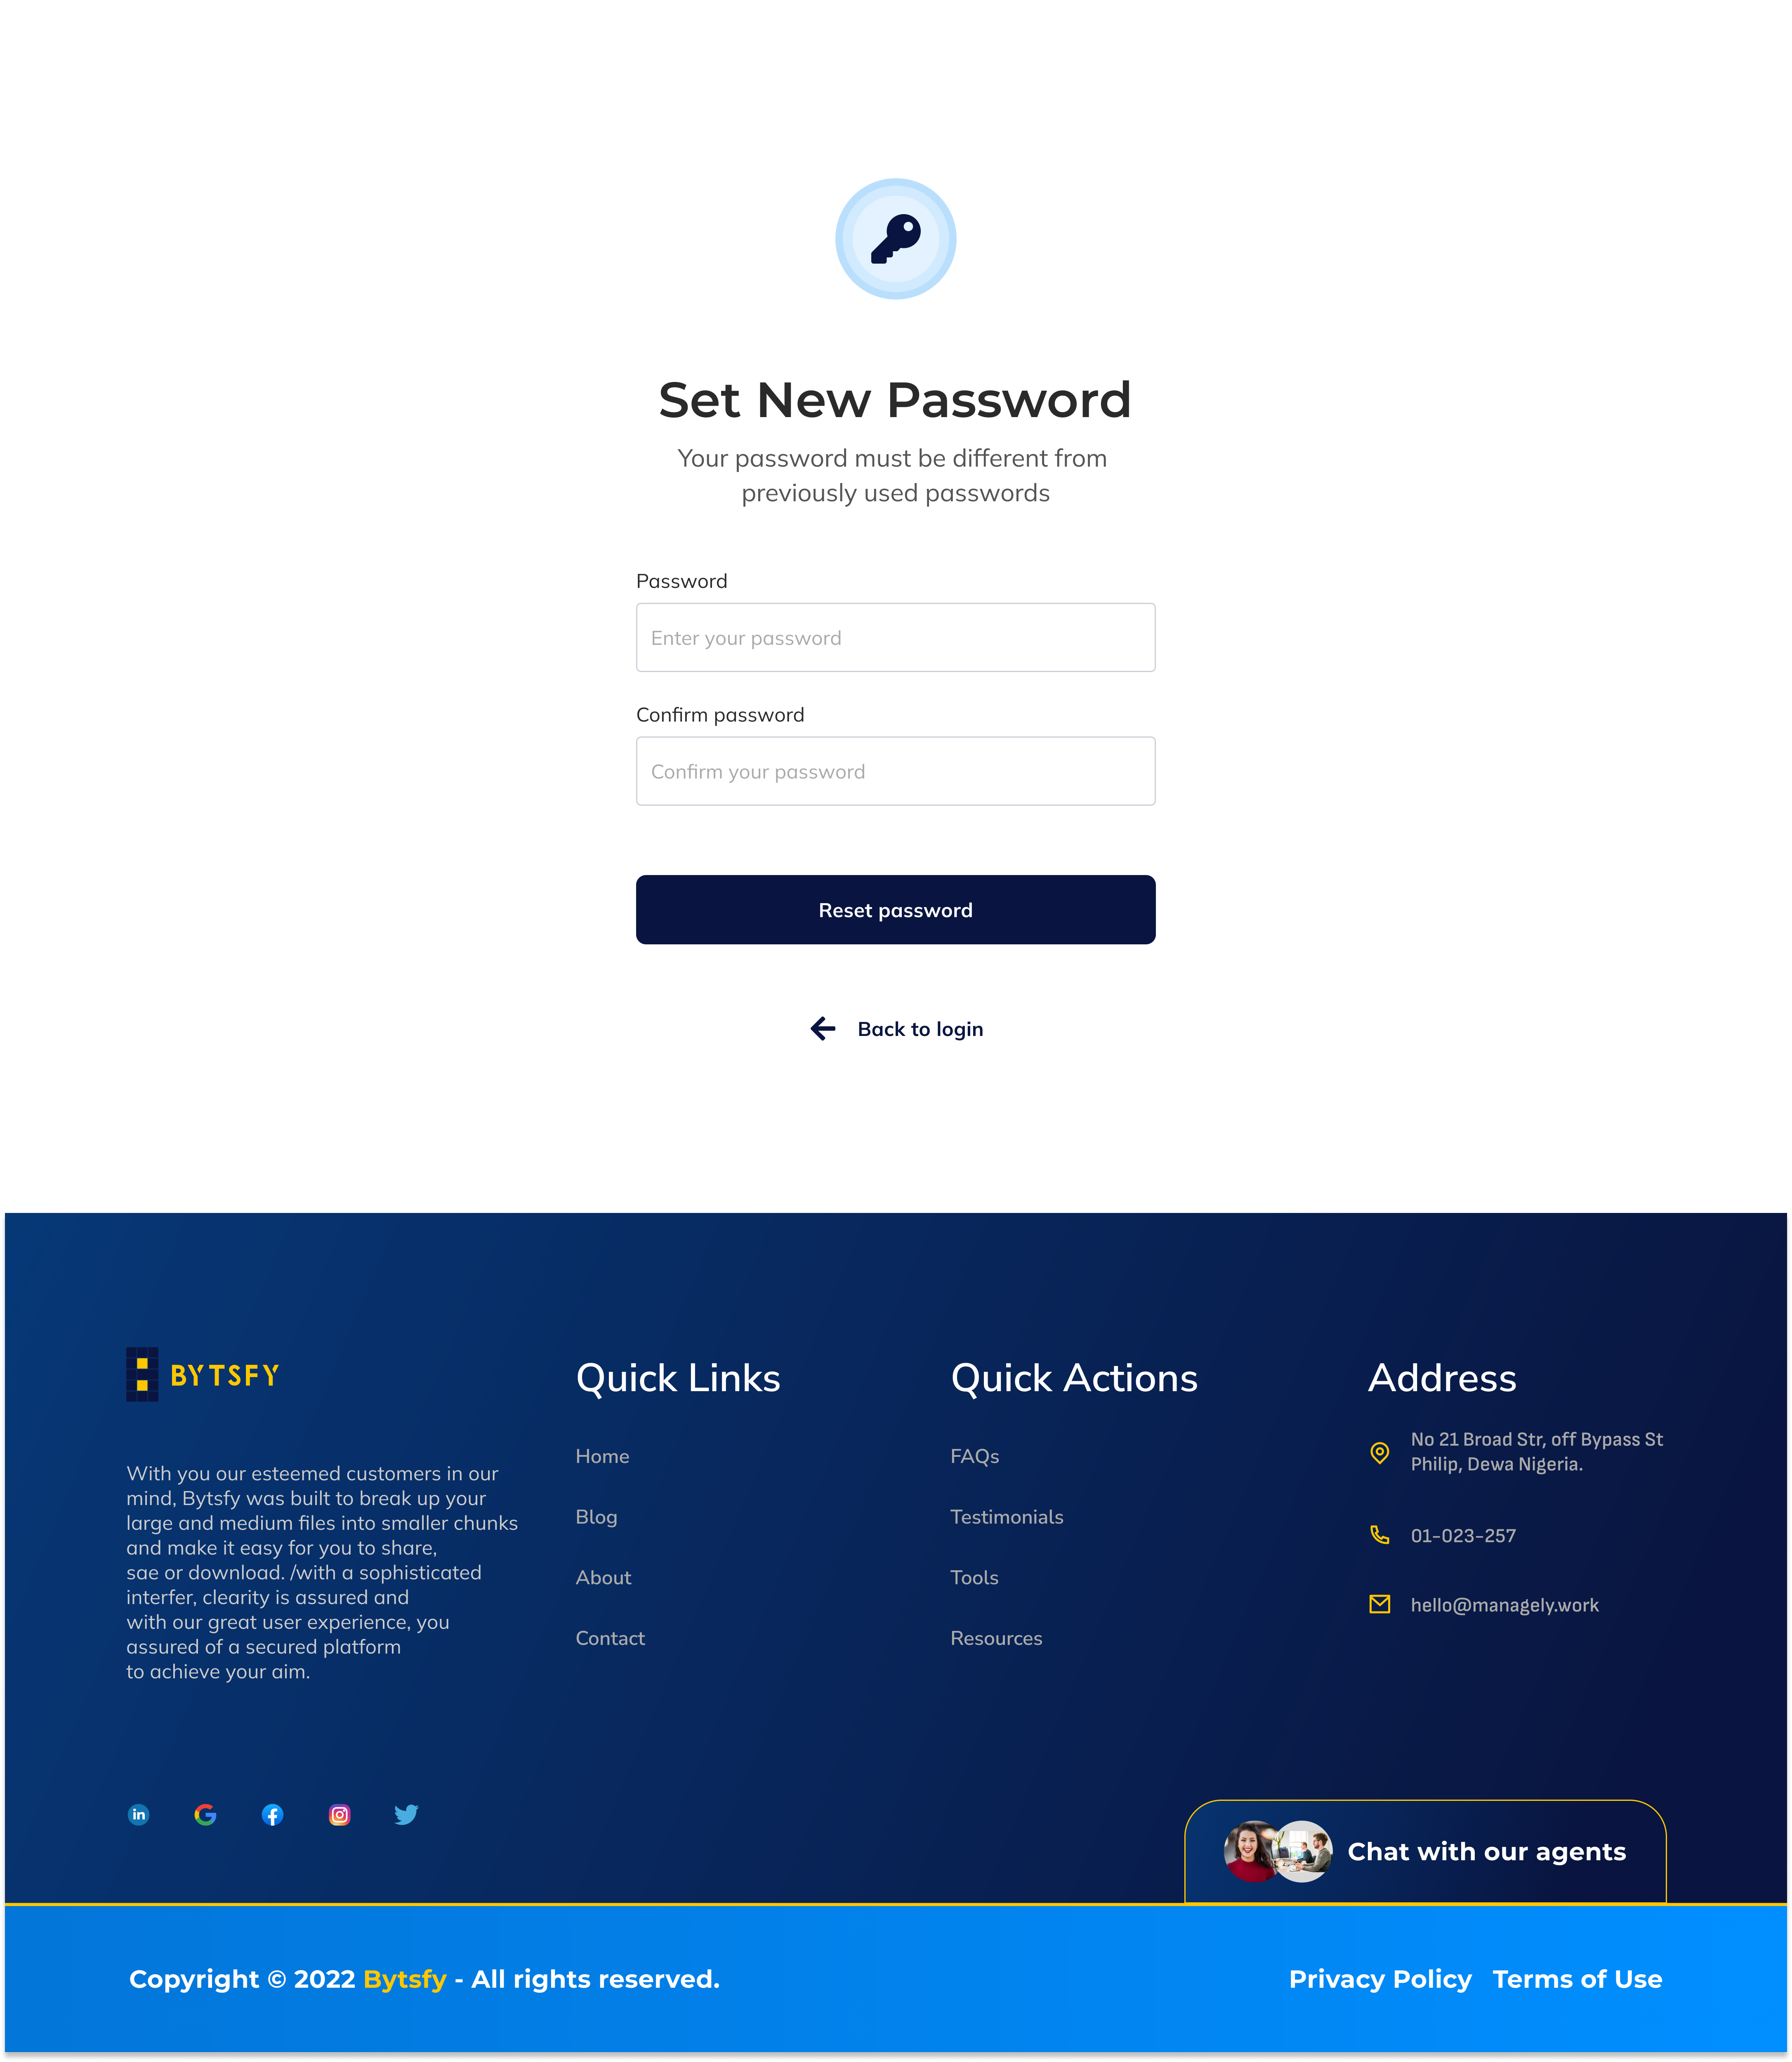 Set New Password
Your password must be different from
previously used passwords
Password
Enter your password
Confirm password
Confirm your password
Reset password
Back to login
BYTSFY
With you our esteemed customers in our
mind, Bytsfy was built to break up your
large and medium files into smaller chunks
and make it easy for you to share,
sae or download. /with a sophisticated
interfer, clearity is assured and
with our great user experience, you
assured of a secured platform
to achieve your aim.
Quick Links
Home
Blog
About
Contact
Quick Actions
FAQs
Testimonials
Tools
Resources
Address
No 21 Broad Str, off Bypass St
Philip, Dewa Nigeria.
01-023-257
hello@managely.work
in
Chat with our agents
Copyright © 2022 Bytsfy - All rights reserved.
Privacy Policy Terms of Use